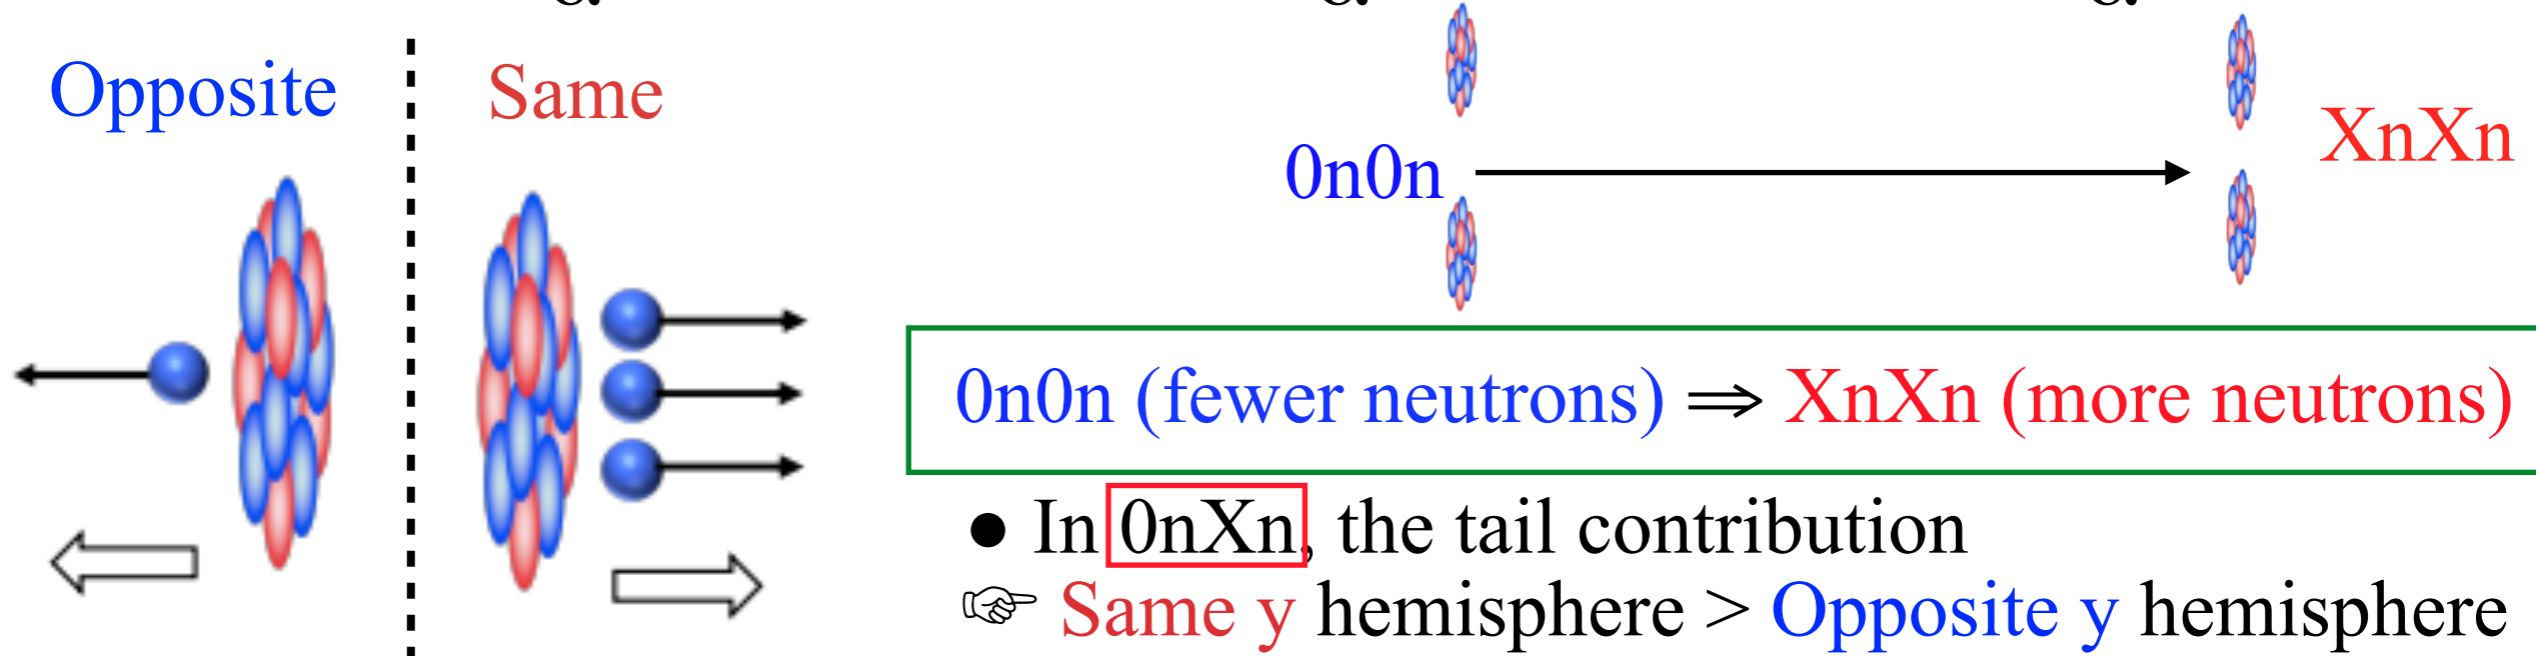 Opposite
Same
0n0n
XnXn
0n0n (fewer neutrons) ⇒ XnXn (more neutrons)
● In 0nXn, the tail contribution
☞ Same y hemisphere > Opposite y hemisphere